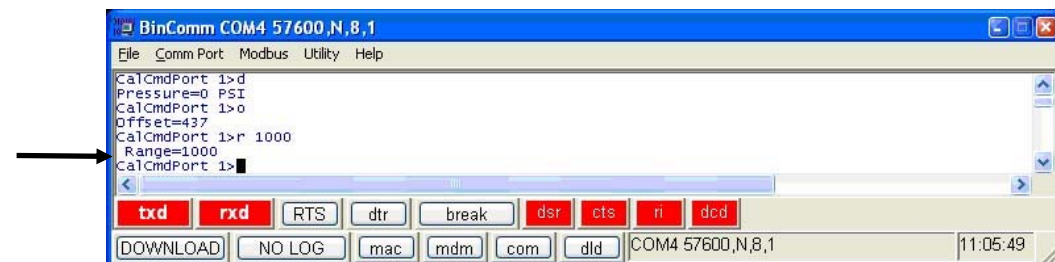 BinComm COM4 57600,N,8,1
File Comm Port Modbus Utility Help
CalCmdPort 1>d
Pressure=0 PSI
CalCmdPort 1>o
Offset=437
CalCmdPort 1>r 1000
Range=1000
CalCmdPort 1>
txd rxd RTS dtr break dsr cts ri dcd
DOWNLOAD NO LOG mac mdm com dld COM4 57600,N,8,1 11:05:49